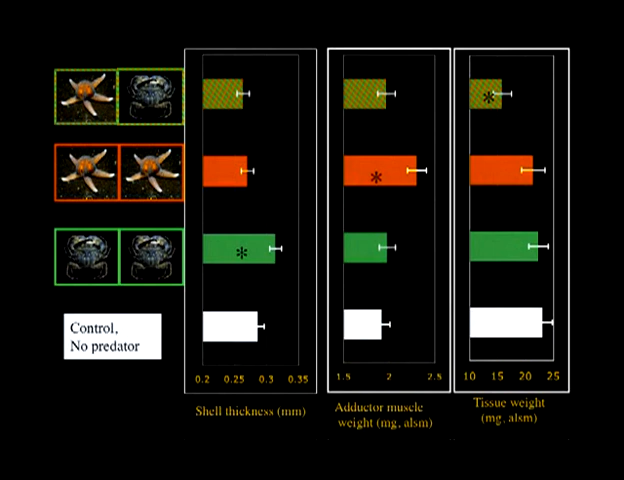 *
*
*
Control,
No predator
0.2 0.25 0.3 0.35
1.5 2 2.5
10 15 20 25
Shell thickness (mm)
Adductor muscle
weight (mg, alsm)
Tissue weight
(mg, alsm)